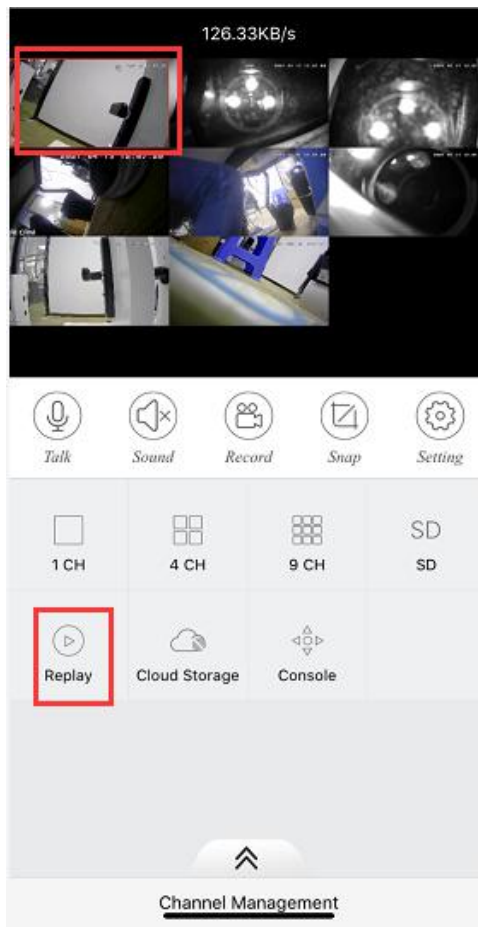 126.33KB/s
Talk
Sound
Record
Snap
Setting
1 CH
4 CH
9 CH
SD
SD
Replay
Cloud Storage
Console
Channel Management